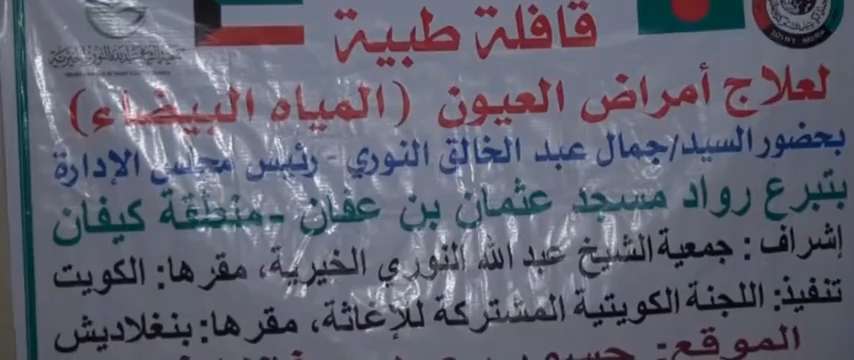 قافلة طبية
لعلاج أمراض العيون (المياه البيضاء)
بحضور السيد/جمال عبد الخالق النوري - رئيس مجلس الإدارة
بتبرع رواد مسجد عثمان بن عفان - منطقة كيفان
إشراف: جمعية الشيخ عبد الله النوري الخيرية، مقرها: الكويت
تنفيذ: اللجنة الكويتية المشتركة للإغاثة، مقرها: بنغلاديش
الموقع: